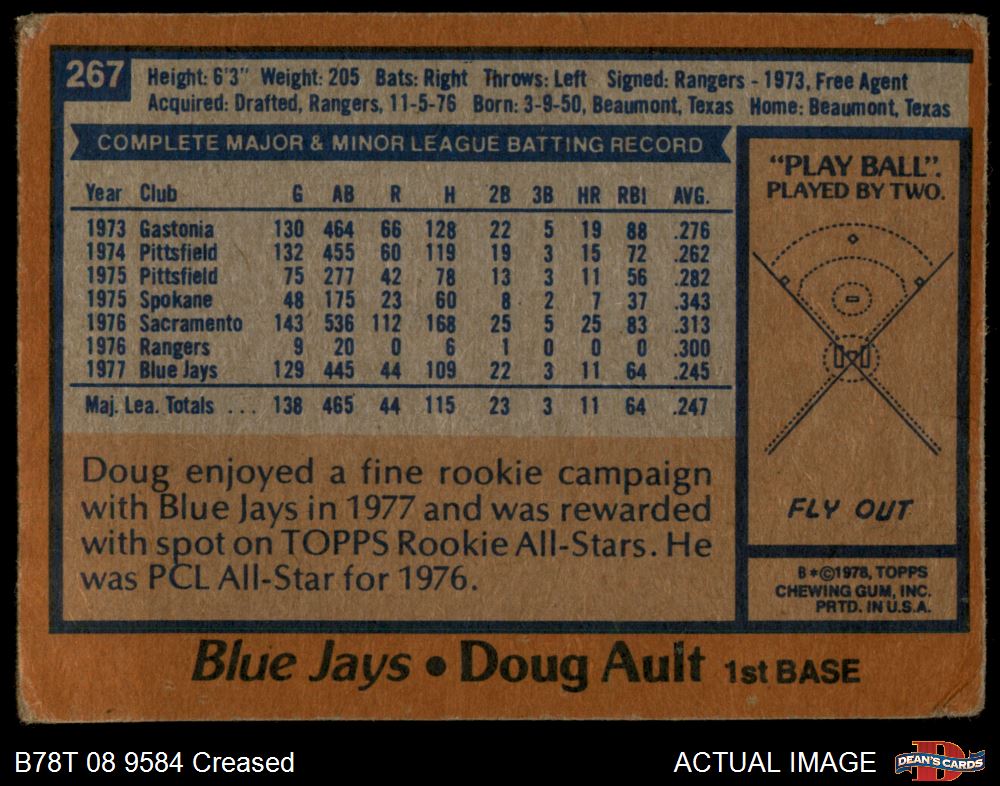 267
Height: 6'3" Weight: 205 Bats: Right Throws: Left Signed: Rangers - 1973, Free Agent
Acquired: Drafted, Rangers, 11-5-76 Born: 3-9-50, Beaumont, Texas Home: Beaumont, Texas
COMPLETE MAJOR & MINOR LEAGUE BATTING RECORD
Year Club G AB R H 2B 3B HR RBI AVG.
1973 Gastonia 130 464 66 128 22 5 19 88 .276
1974 Pittsfield 132 455 60 119 19 3 15 72 .262
1975 Pittsfield 75 277 42 78 13 3 11 56 .282
1975 Spokane 48 175 23 60 8 2 7 37 .343
1976 Sacramento 143 536 112 168 25 5 25 83 .313
1976 Rangers 9 20 0 6 1 0 0 0 .300
1977 Blue Jays 129 445 44 109 22 3 11 64 .245
Maj. Lea. Totals ... 138 465 44 115 23 3 11 64 .247
Doug enjoyed a fine rookie campaign
with Blue Jays in 1977 and was rewarded
with spot on TOPPS Rookie All-Stars. He
was PCL All-Star for 1976.
"PLAY BALL".
PLAYED BY TWO.
FLY OUT
B*©1978, TOPPS
CHEWING GUM, INC.
PRTD. IN U.S.A.
Blue Jays • Doug Ault 1st BASE
B78T 08 9584 Creased
ACTUAL IMAGE
D
DEAN'S CARDS